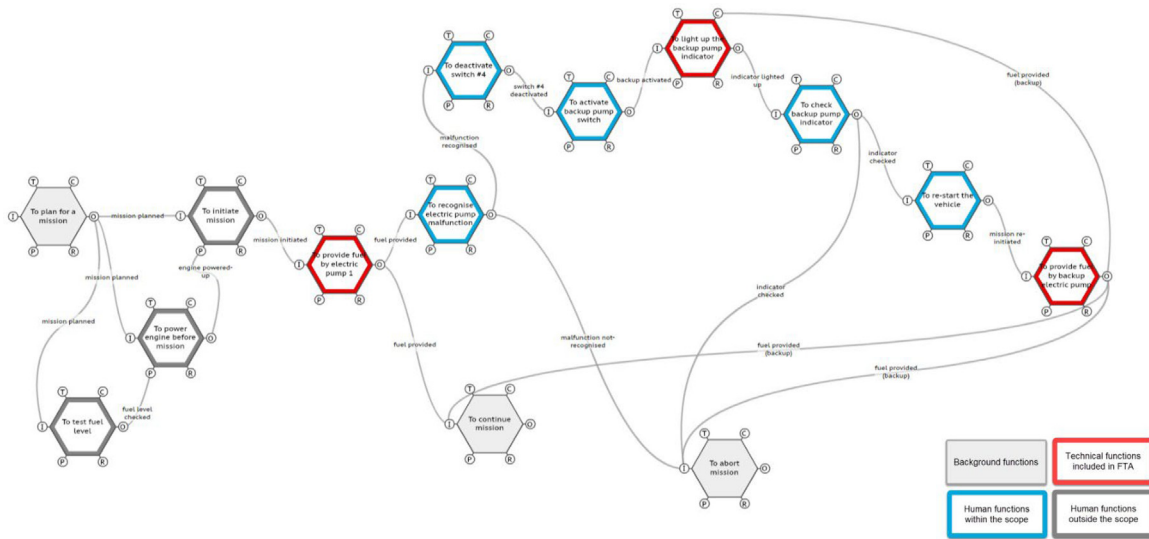 T
C
I
O
P
R
To light up the
backup pump
indicator
T
C
I
O
P
R
To deactivate
switch #4
switch #4
deactivated
T
C
I
O
P
R
To activate
backup pump
switch
backup activated
indicator lighted
up
T
C
I
O
P
R
To check
backup pump
indicator
fuel provided
(backup)
malfunction
recognised
indicator
checked
T
C
I
O
P
R
To plan for a
mission
mission planned
T
C
I
O
P
R
To initiate
mission
mission initiated
T
C
I
O
P
R
To provide fuel
by electric
pump 1
fuel provided
T
C
I
O
P
R
To recognise
electric pump
malfunction
T
C
I
O
P
R
To re-start the
vehicle
mission re-
initiated
T
C
I
O
P
R
To provide fuel
by backup
electric pump
engine powered-
up
mission planned
mission planned
T
C
I
O
P
R
To power
engine before
mission
indicator
checked
fuel provided
malfunction not-
recognised
fuel provided
(backup)
fuel provided
(backup)
T
C
I
O
P
R
To test fuel
level
fuel level
checked
T
C
I
O
P
R
To continue
mission
T
C
I
O
P
R
To abort
mission
Background functions
Technical functions
included in FTA
Human functions
within the scope
Human functions
outside the scope